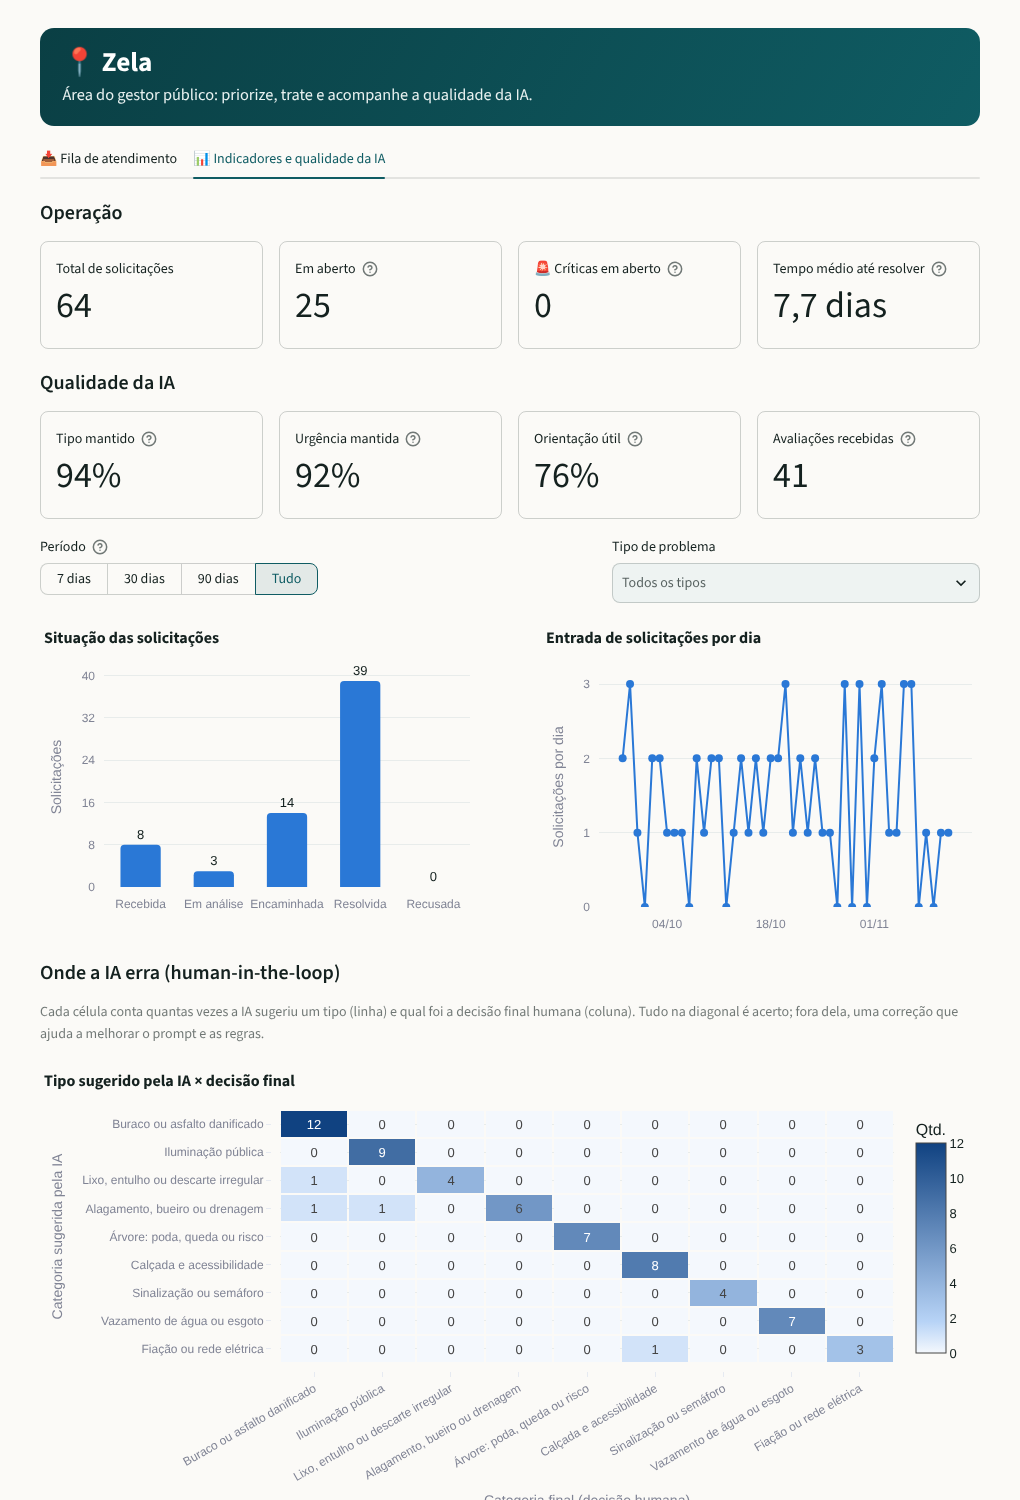 📍 Zela
Área do gestor público: priorize, trate e acompanhe a qualidade da IA.
📥 Fila de atendimento
📊 Indicadores e qualidade da IA
Operação
Total de solicitações
64
Em aberto
25
🚨 Críticas em aberto
0
Tempo médio até resolver
7,7 dias
Qualidade da IA
Tipo mantido
94%
Urgência mantida
92%
Orientação útil
76%
Avaliações recebidas
41
Período
7 dias
30 dias
90 dias
Tudo
Tipo de problema
Todos os tipos
Situação das solicitações
Solicitações
40
32
24
16
8
0
8
3
14
39
0
Recebida
Em análise
Encaminhada
Resolvida
Recusada
Entrada de solicitações por dia
Solicitações por dia
3
2
1
0
04/10
18/10
01/11
Onde a IA erra (human-in-the-loop)
Cada célula conta quantas vezes a IA sugeriu um tipo (linha) e qual foi a decisão final humana (coluna). Tudo na diagonal é acerto; fora dela, uma correção que
ajuda a melhorar o prompt e as regras.
Tipo sugerido pela IA × decisão final
Categoria sugerida pela IA
Buraco ou asfalto danificado 12 0 0 0 0 0 0 0 0
Iluminação pública 0 9 0 0 0 0 0 0 0
Lixo, entulho ou descarte irregular 1 0 4 0 0 0 0 0 0
Alagamento, bueiro ou drenagem 1 1 0 6 0 0 0 0 0
Árvore: poda, queda ou risco 0 0 0 0 7 0 0 0 0
Calçada e acessibilidade 0 0 0 0 0 8 0 0 0
Sinalização ou semáforo 0 0 0 0 0 0 4 0 0
Vazamento de água ou esgoto 0 0 0 0 0 0 0 7 0
Fiação ou rede elétrica 0 0 0 0 0 1 0 0 3
Buraco ou asfalto danificado
Iluminação pública
Lixo, entulho ou descarte irregular
Alagamento, bueiro ou drenagem
Árvore: poda, queda ou risco
Calçada e acessibilidade
Sinalização ou semáforo
Vazamento de água ou esgoto
Fiação ou rede elétrica
Categoria final (decisão humana)
Qtd.
12
10
8
6
4
2
0